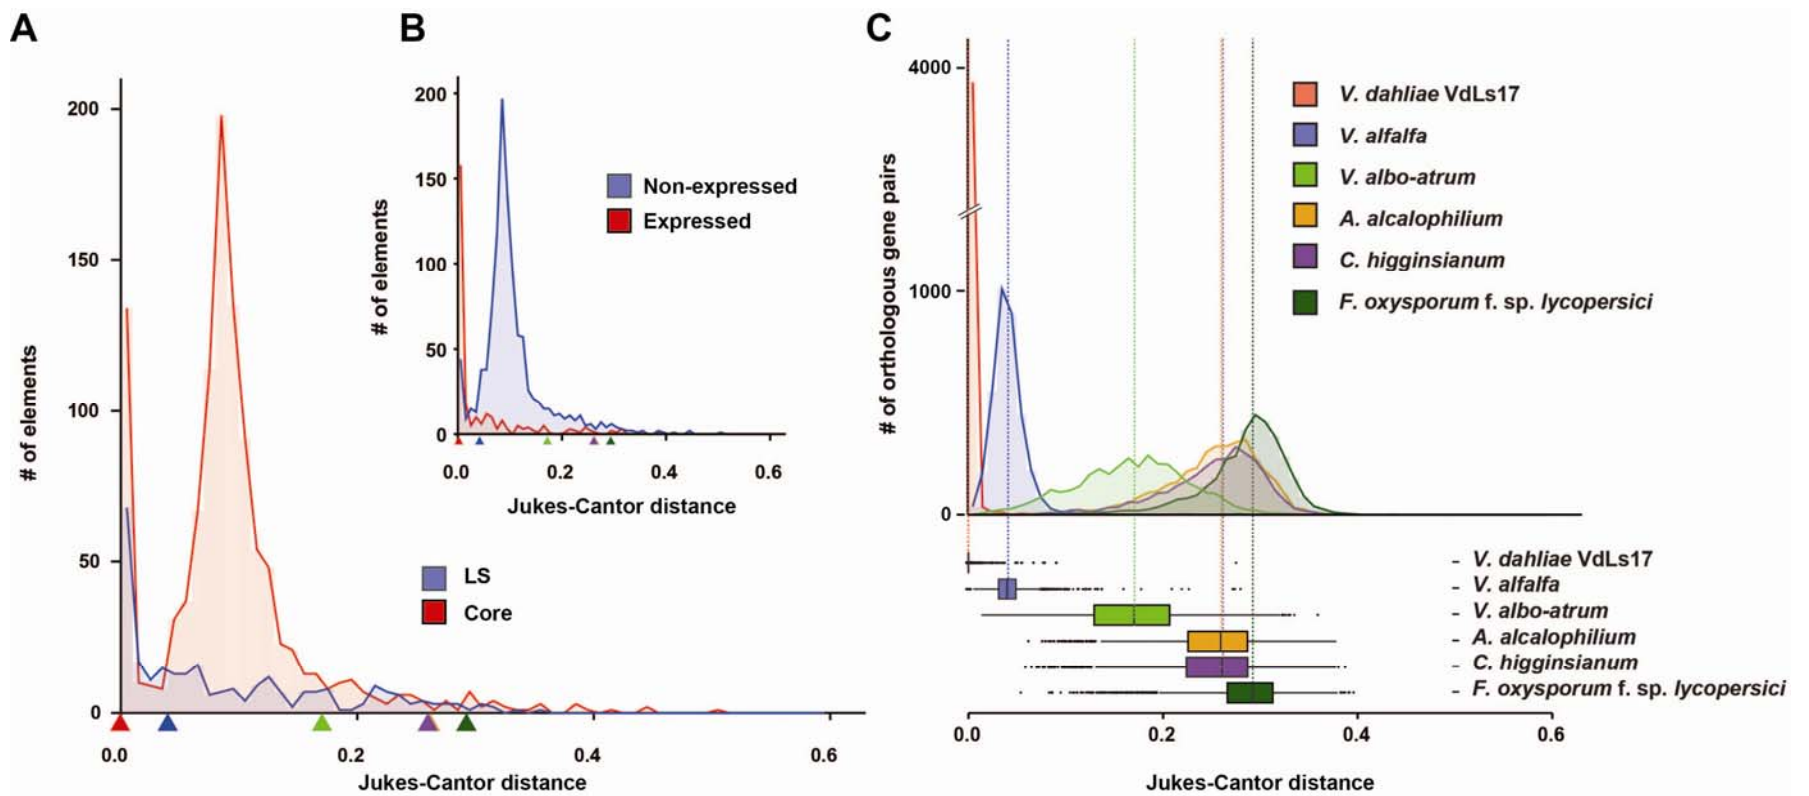 A
# of elements
200
150
100
50
0
0.0 0.2 0.4 0.6
Jukes-Cantor distance
LS
Core
B
# of elements
200
150
100
50
0
0.0 0.2 0.4 0.6
Jukes-Cantor distance
Non-expressed
Expressed
C
# of orthologous gene pairs
4000
1000
0
V. dahliae VdLs17
V. alfalfa
V. albo-atrum
A. alcalophilium
C. higginsianum
F. oxysporum f. sp. lycopersici
- V. dahliae VdLs17
- V. alfalfa
- V. albo-atrum
- A. alcalophilium
- C. higginsianum
- F. oxysporum f. sp. lycopersici
0.0 0.2 0.4 0.6
Jukes-Cantor distance